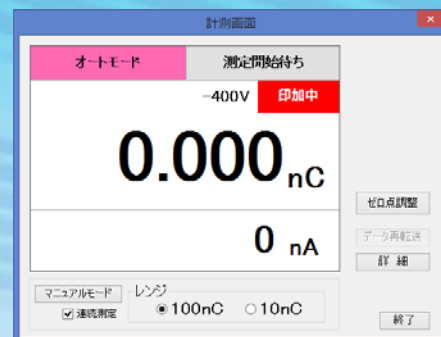 計測画面
オートモード 測定開始待ち
-400V 印加中
0.000 nC
ゼロ点調整
データ再転送
0 nA
詳 細
マニュアルモード レンジ
連続測定 100nC 10nC
終了